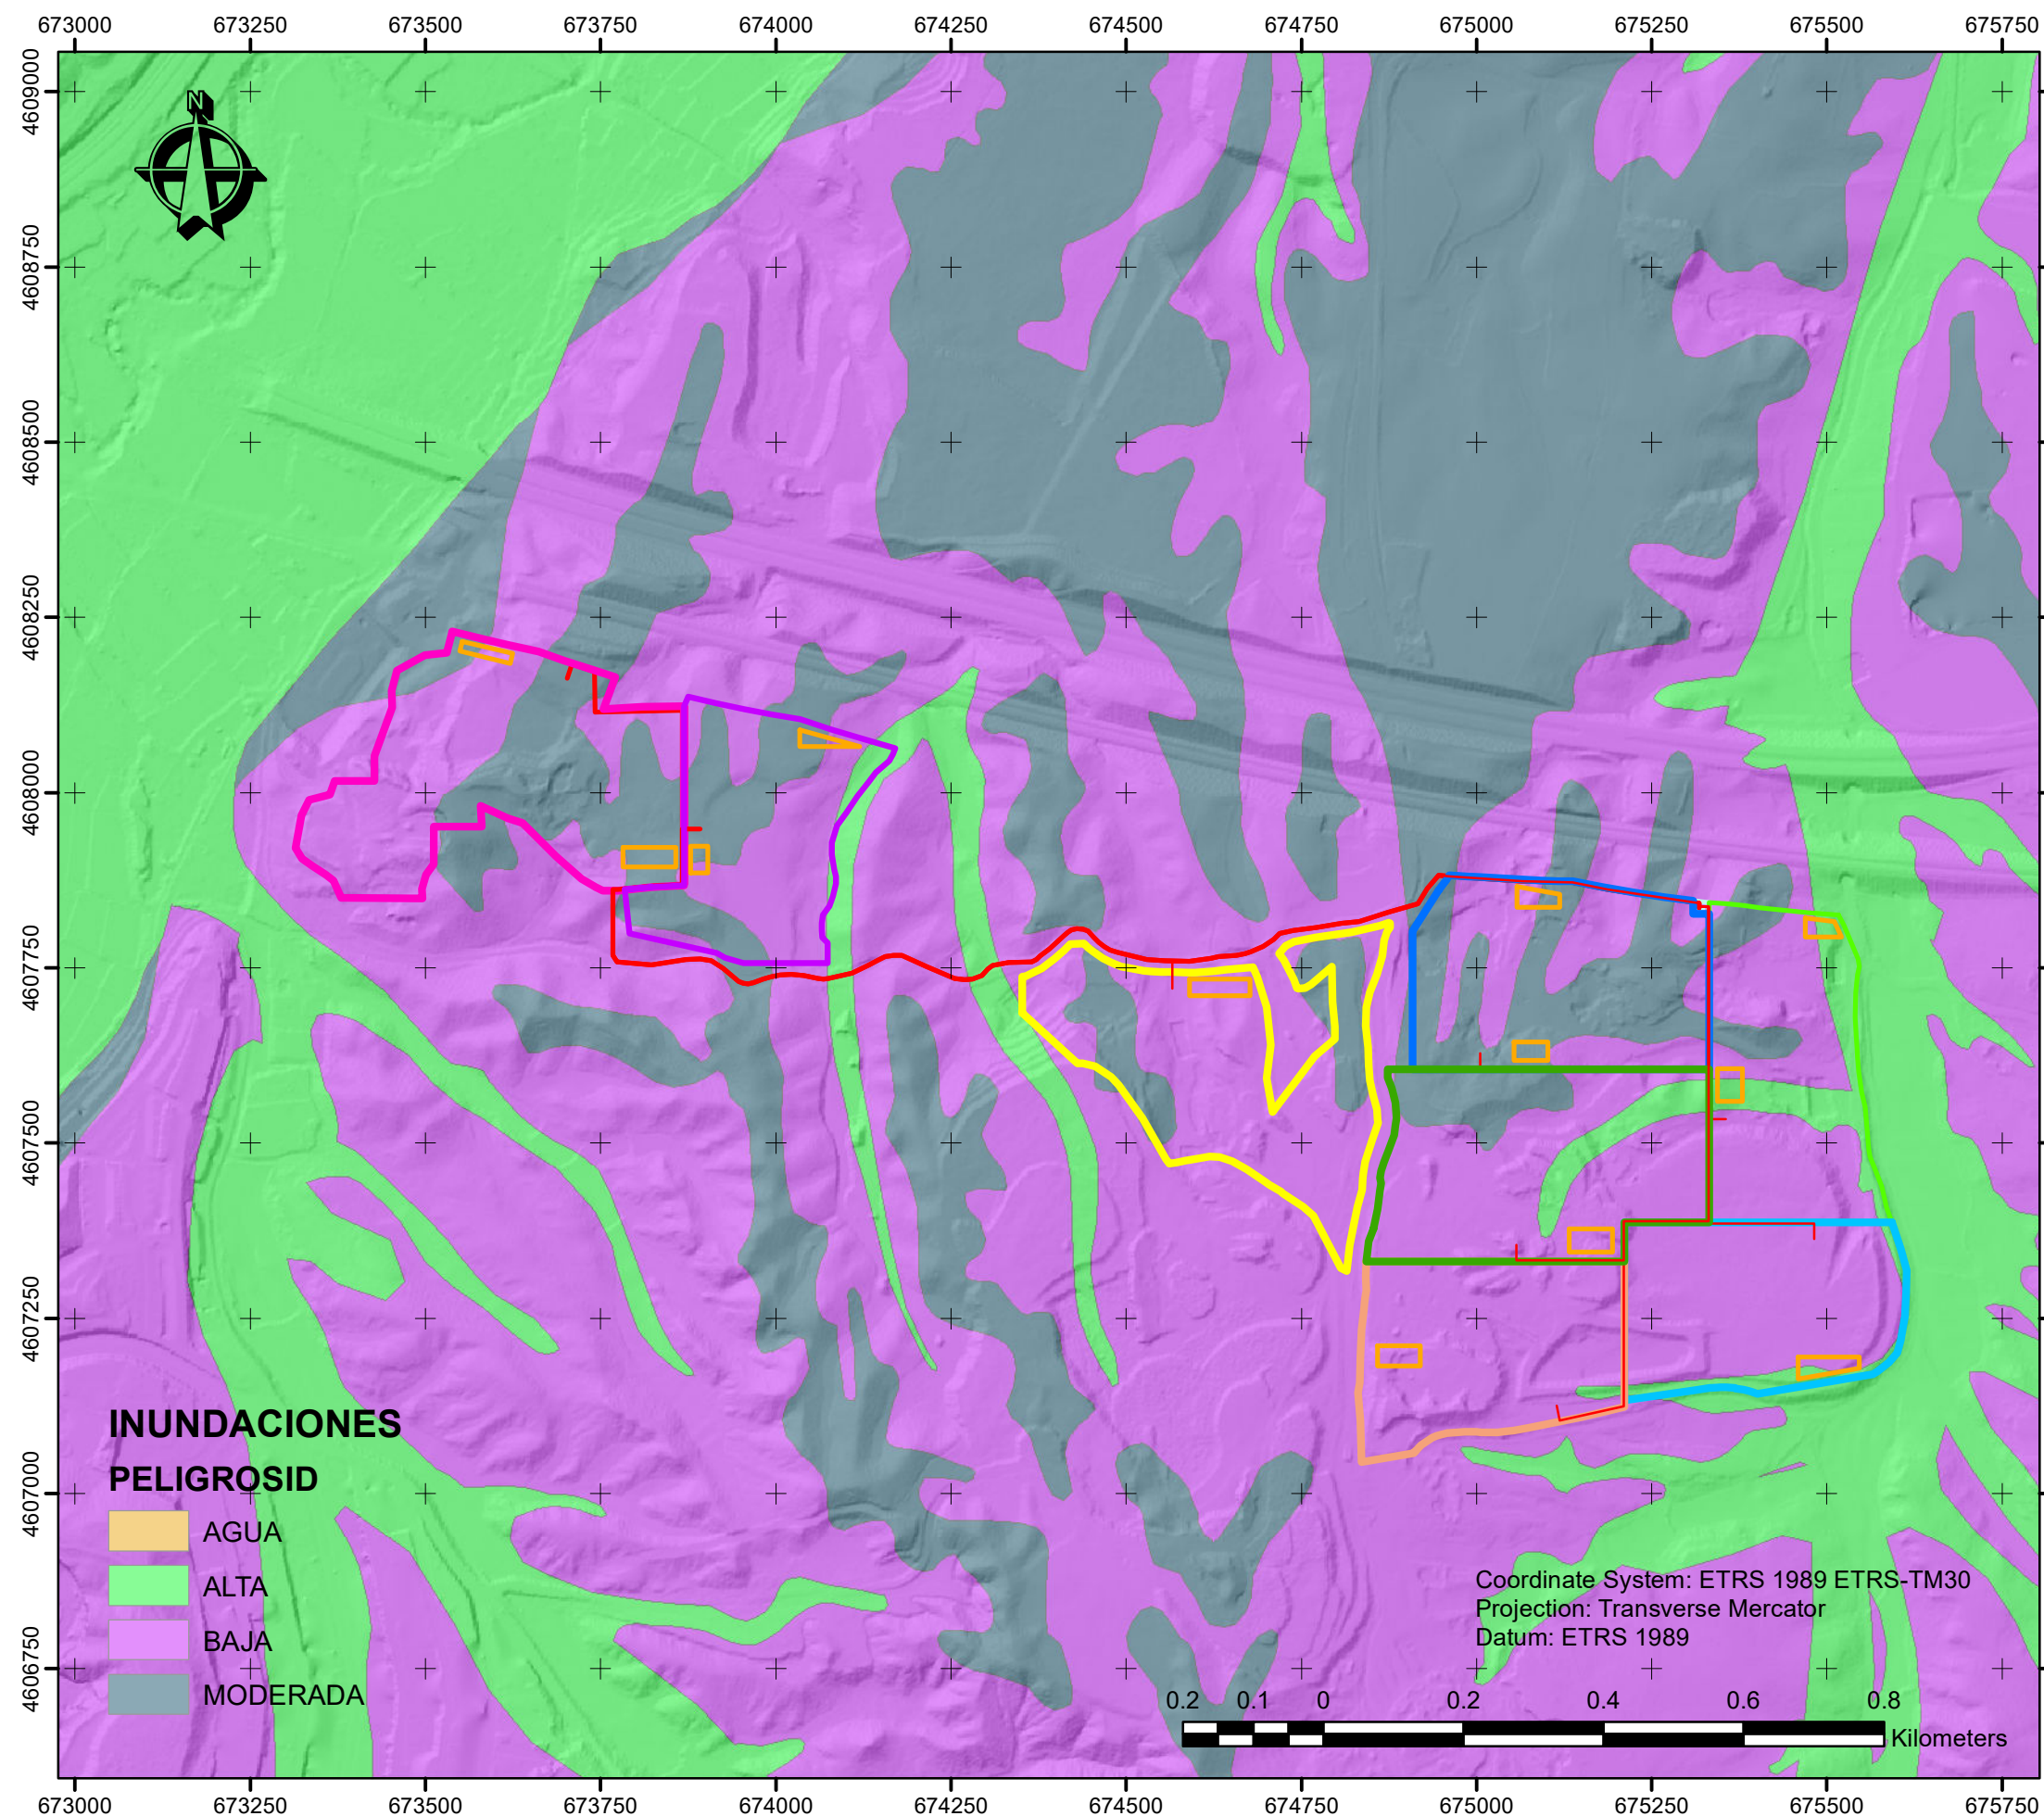 673000 673250 673500 673750 674000 674250 674500 674750 675000 675250 675500 675750
4609000
4608750
4608500
4608250
4608000
4607750
4607500
4607250
4607000
4606750
N
INUNDACIONES
PELIGROSID
AGUA
ALTA
BAJA
MODERADA
Coordinate System: ETRS 1989 ETRS-TM30
Projection: Transverse Mercator
Datum: ETRS 1989
0.2 0.1 0 0.2 0.4 0.6 0.8
Kilometers
673000 673250 673500 673750 674000 674250 674500 674750 675000 675250 675500 675750